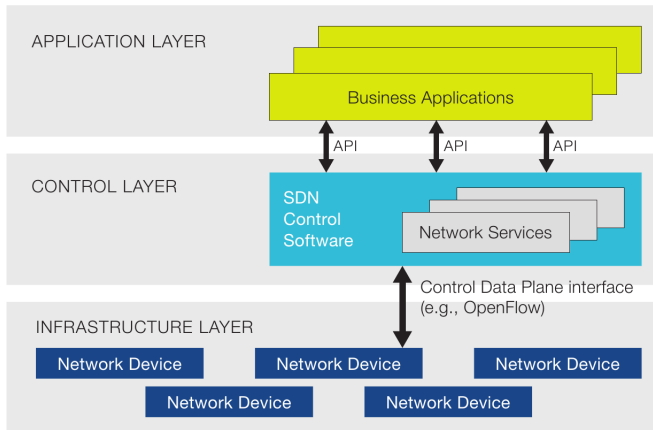 APPLICATION LAYER
Business Applications
API
API
API
CONTROL LAYER
SDN
Control
Software
Network Services
Control Data Plane interface
(e.g., OpenFlow)
INFRASTRUCTURE LAYER
Network Device
Network Device
Network Device
Network Device
Network Device